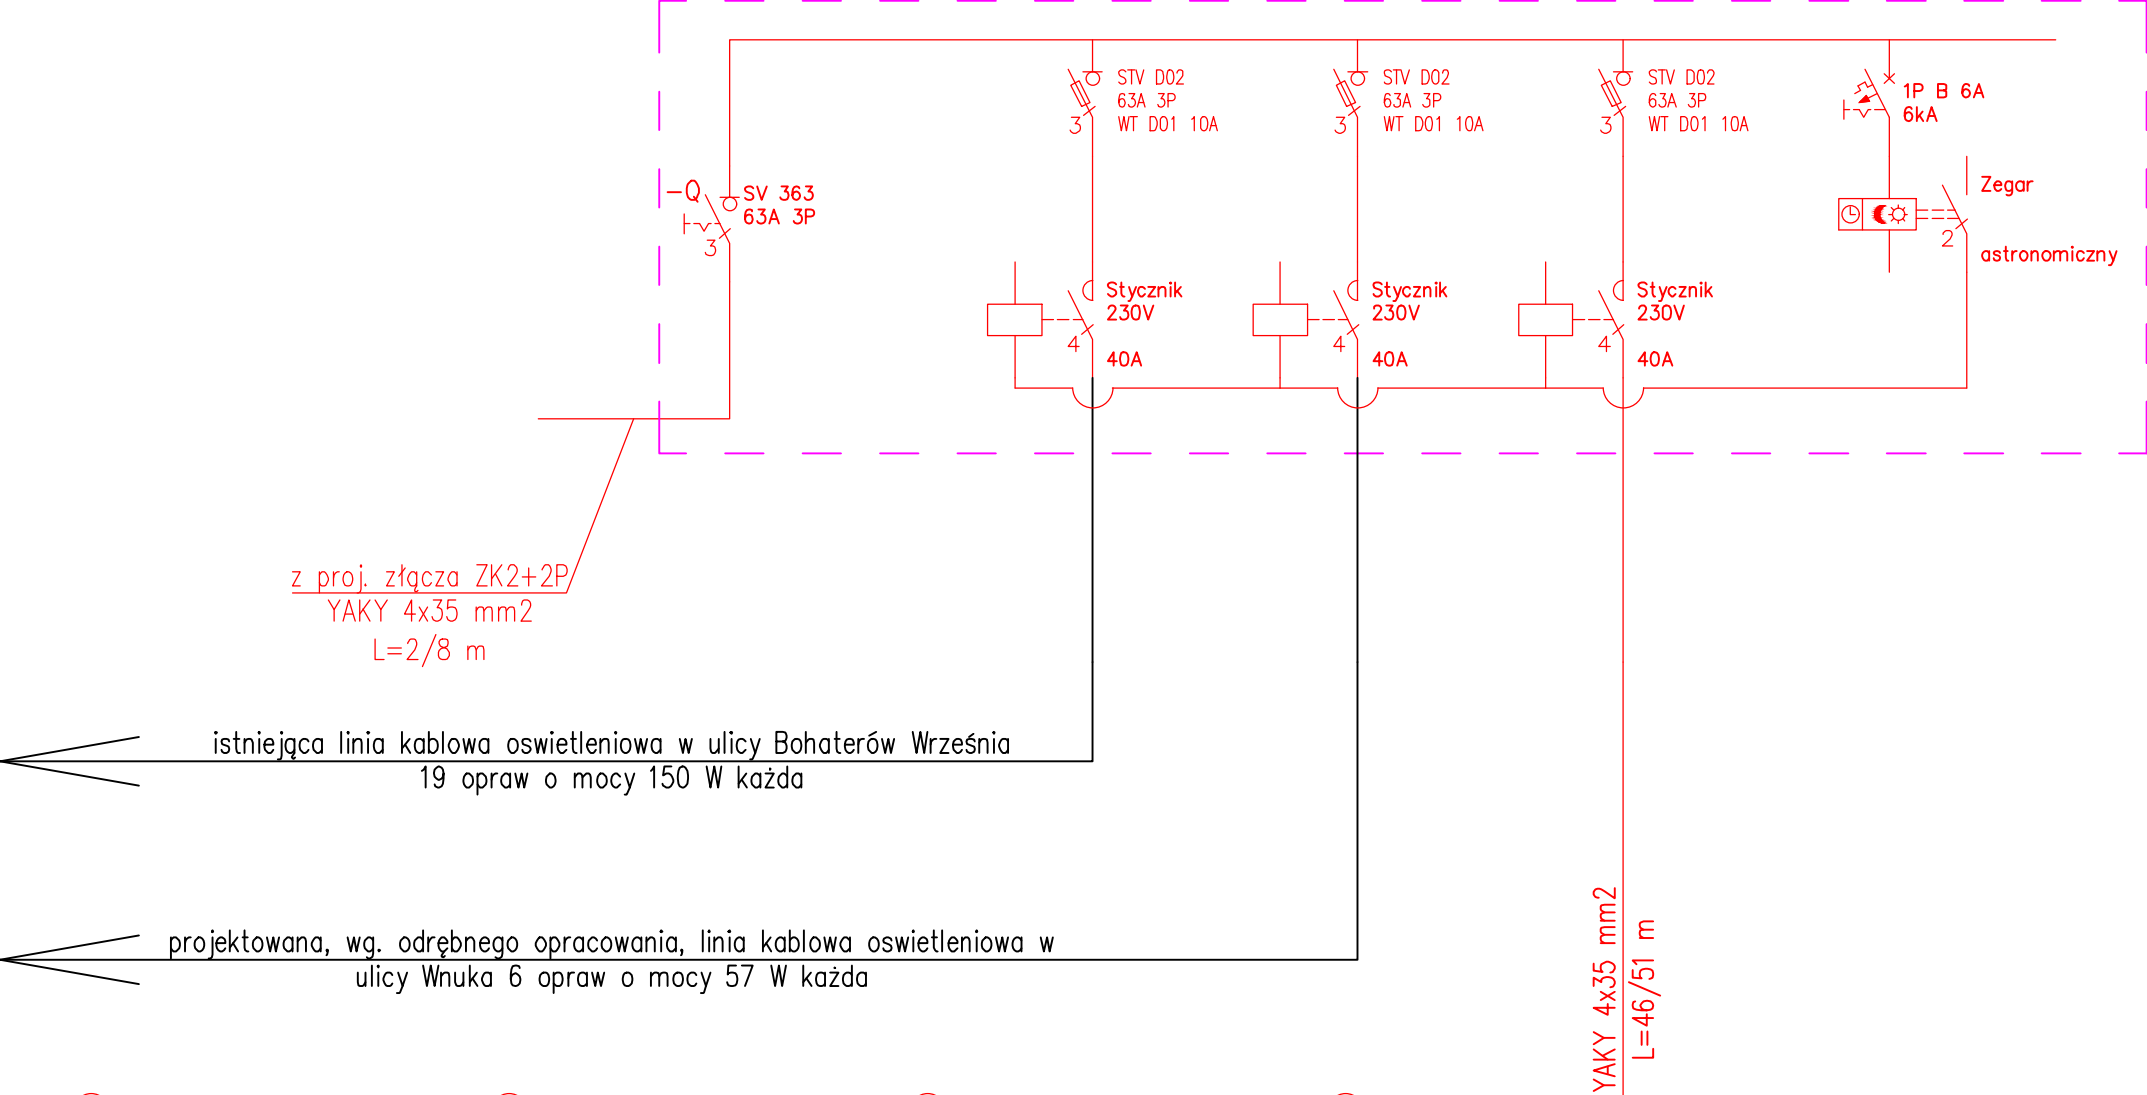 STV D02
63A 3P
WT D01 10A
3
STV D02
63A 3P
WT D01 10A
3
STV D02
63A 3P
WT D01 10A
3
1P B 6A
6kA
-Q
SV 363
63A 3P
3
Zegar
astronomiczny
2
Stycznik
230V
40A
4
Stycznik
230V
40A
4
Stycznik
230V
40A
4
z proj. złącza ZK2+2P
YAKY 4x35 mm2
L=2/8 m
istniejąca linia kablowa oswietleniowa w ulicy Bohaterów Września
19 opraw o mocy 150 W każda
projektowana, wg. odrębnego opracowania, linia kablowa oswietleniowa w
ulicy Wnuka 6 opraw o mocy 57 W każda
YAKY 4x35 mm2
L=46/51 m